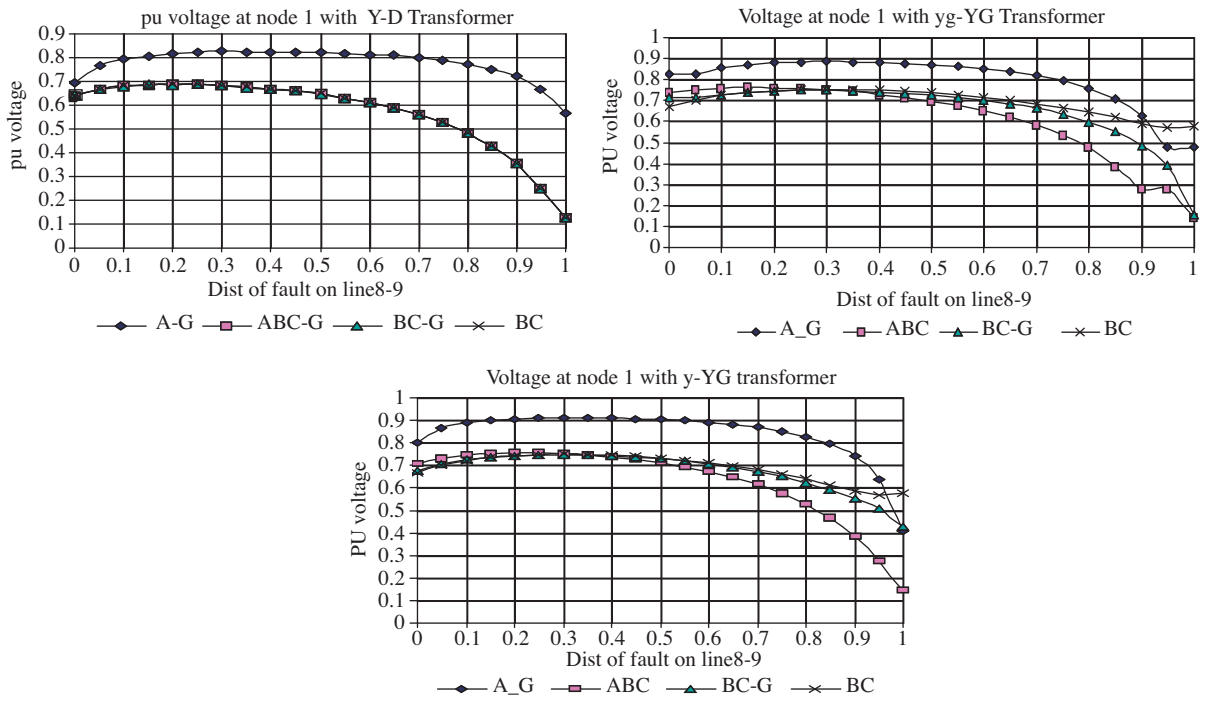 pu voltage at node 1 with Y-D Transformer
0.9
0.8
0.7
0.6
0.5
0.4
0.3
0.2
0.1
0
pu voltage
0 0.1 0.2 0.3 0.4 0.5 0.6 0.7 0.8 0.9 1
Dist of fault on line8-9
A-G ABC-G BC-G BC
Voltage at node 1 with yg-YG Transformer
1
0.9
0.8
0.7
0.6
0.5
0.4
0.3
0.2
0.1
0
PU voltage
0 0.1 0.2 0.3 0.4 0.5 0.6 0.7 0.8 0.9 1
Dist of fault on line8-9
A_G ABC BC-G BC
Voltage at node 1 with y-YG transformer
1
0.9
0.8
0.7
0.6
0.5
0.4
0.3
0.2
0.1
0
PU voltage
0 0.1 0.2 0.3 0.4 0.5 0.6 0.7 0.8 0.9 1
Dist of fault on line8-9
A_G ABC BC-G BC